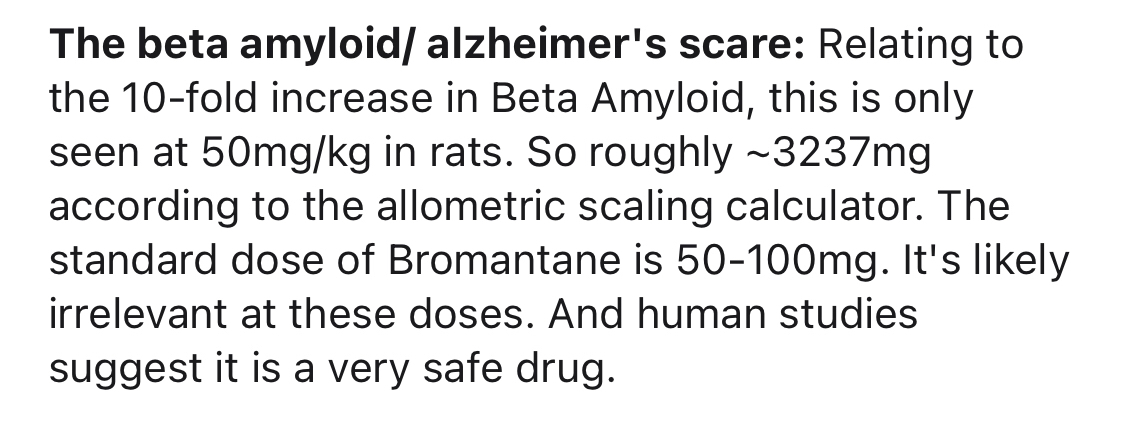 The beta amyloid/ alzheimer's scare: Relating to
the 10-fold increase in Beta Amyloid, this is only
seen at 50mg/kg in rats. So roughly ~3237mg
according to the allometric scaling calculator. The
standard dose of Bromantane is 50-100mg. It's likely
irrelevant at these doses. And human studies
suggest it is a very safe drug.